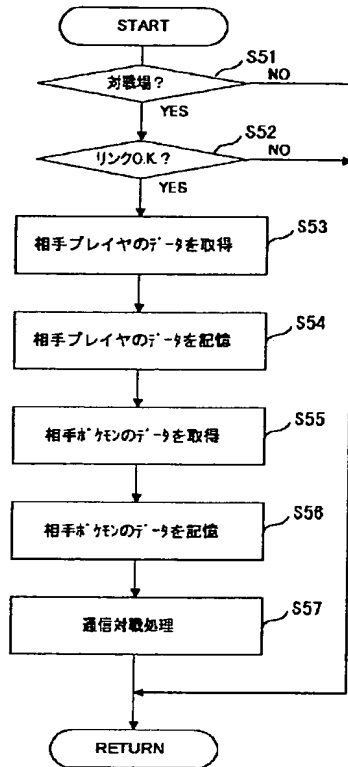 START
S51
対戦場?
NO
YES
S52
リンクO.K?
NO
YES
S53
相手プレイヤのデータを取得
S54
相手プレイヤのデータを記憶
S55
相手ポケモンのデータを取得
S56
相手ポケモンのデータを記憶
S57
通信対戦処理
RETURN